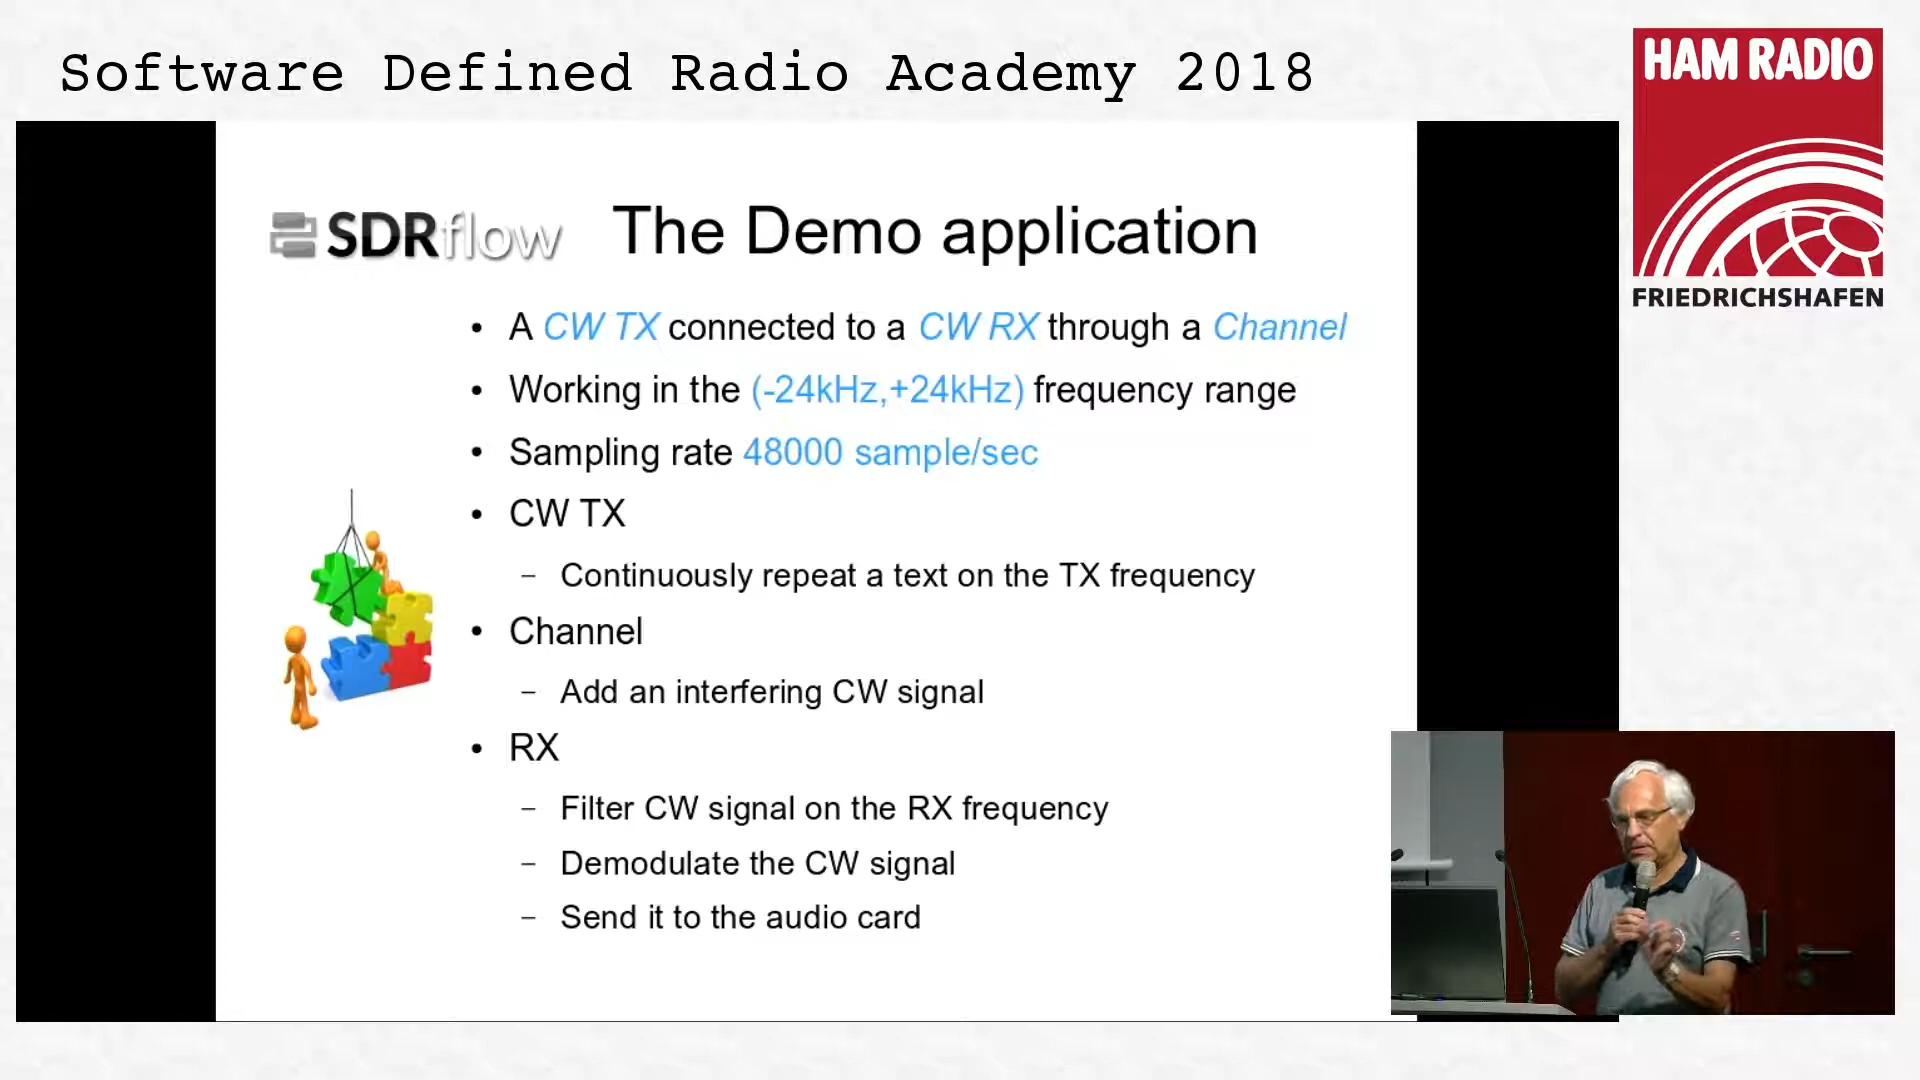 Software Defined Radio Academy 2018
HAM RADIO
FRIEDRICHSHAFEN
SDRflow
The Demo application
• A CW TX connected to a CW RX through a Channel
• Working in the (-24kHz,+24kHz) frequency range
• Sampling rate 48000 sample/sec
• CW TX
– Continuously repeat a text on the TX frequency
• Channel
– Add an interfering CW signal
• RX
– Filter CW signal on the RX frequency
– Demodulate the CW signal
– Send it to the audio card